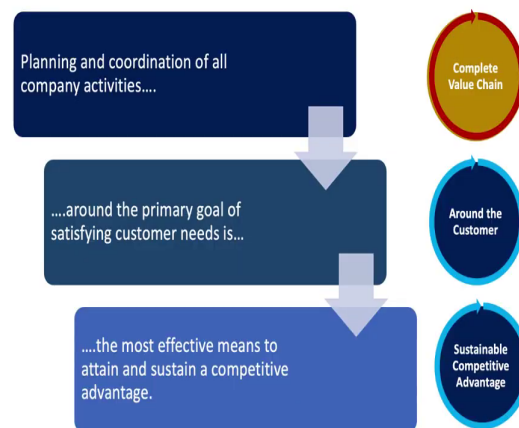 Planning and coordination of all
company activities....
Complete
Value Chain
....around the primary goal of
satisfying customer needs is...
Around the
Customer
....the most effective means to
attain and sustain a competitive
advantage.
Sustainable
Competitive
Advantage